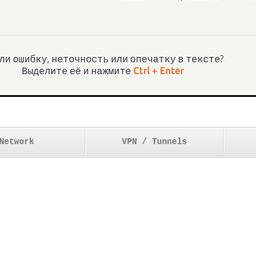 ли ошибку, неточность или опечатку в тексте?
Выделите её и нажмите Ctrl + Enter
Network
VPN / Tunnels